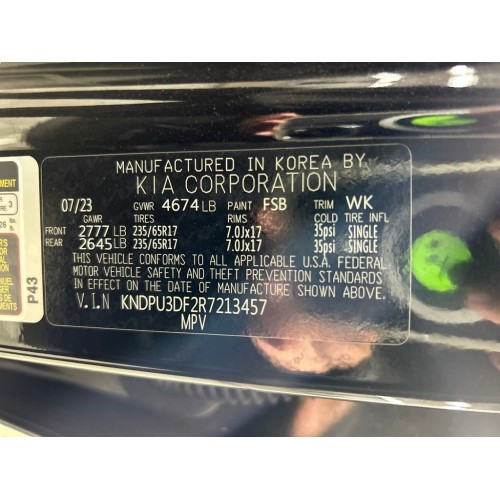 MANUFACTURED IN KOREA BY
KIA CORPORATION
07/23 GVWR 4674 LB PAINT FSB TRIM WK
GAWR TIRES RIMS COLD TIRE INFL
FRONT 2777 LB 235/65R17 7.0Jx17 35psi SINGLE
REAR 2645 LB 235/65R17 7.0Jx17 35psi SINGLE
THIS VEHICLE CONFORMS TO ALL APPLICABLE U.S.A. FEDERAL
MOTOR VEHICLE SAFETY AND THEFT PREVENTION STANDARDS
IN EFFECT ON THE DATE OF MANUFACTURE SHOWN ABOVE.
V.I.N KNDPU3DF2R7213457
MPV
P43